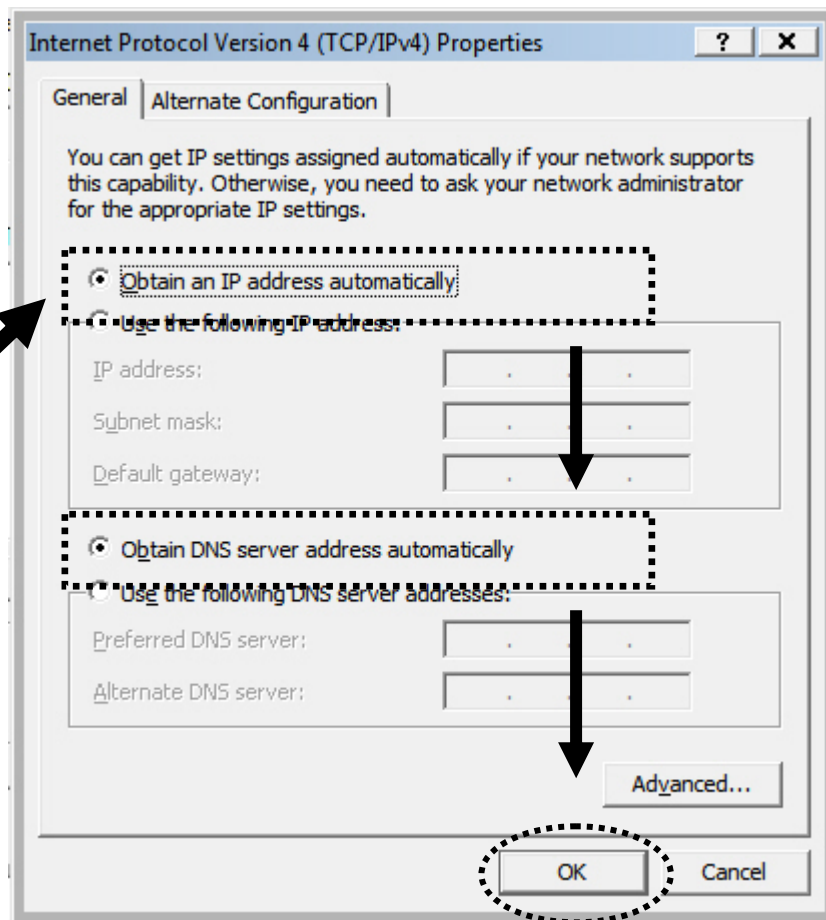 Internet Protocol Version 4 (TCP/IPv4) Properties
? x
General Alternate Configuration
You can get IP settings assigned automatically if your network supports
this capability. Otherwise, you need to ask your network administrator
for the appropriate IP settings.
Obtain an IP address automatically
Use the following IP address:
IP address:
Subnet mask:
Default gateway:
Obtain DNS server address automatically
Use the following DNS server addresses:
Preferred DNS server:
Alternate DNS server:
Advanced...
OK Cancel